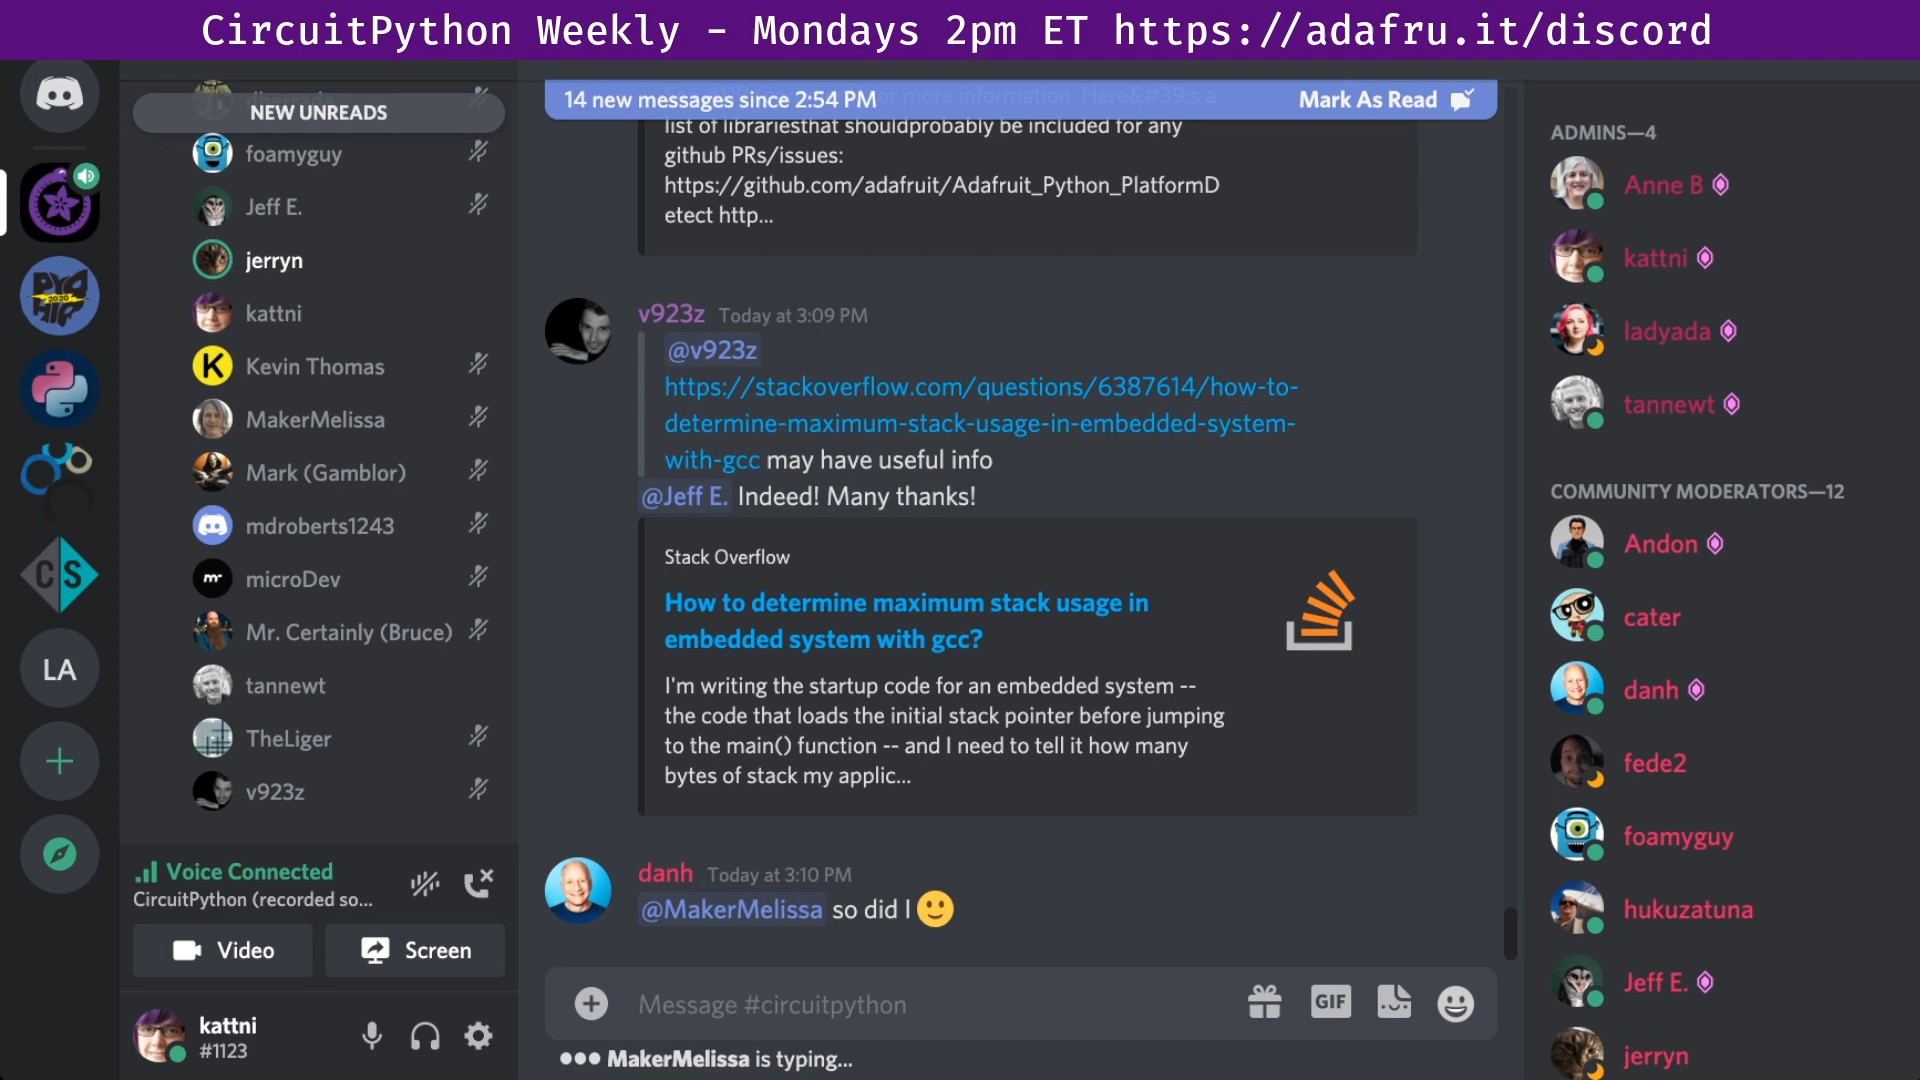 CircuitPython Weekly - Mondays 2pm ET https://adafru.it/discord
NEW UNREADS
foamyguy
Jeff E.
jerryn
kattni
Kevin Thomas
MakerMelissa
Mark (Gamblor)
mdroberts1243
microDev
Mr. Certainly (Bruce)
tannewt
TheLiger
v923z
PYOHIO
2020
CS
LA
Voice Connected
CircuitPython (recorded so...
Video
Screen
kattni
#1123
14 new messages since 2:54 PM
Mark As Read
or more information. Here&#39;s a
list of librariesthat shouldprobably be included for any
github PRs/issues:
https://github.com/adafruit/Adafruit_Python_PlatformD
etect http...
v923z Today at 3:09 PM
@v923z
https://stackoverflow.com/questions/6387614/how-to-
determine-maximum-stack-usage-in-embedded-system-
with-gcc may have useful info
@Jeff E. Indeed! Many thanks!
Stack Overflow
How to determine maximum stack usage in
embedded system with gcc?
I'm writing the startup code for an embedded system --
the code that loads the initial stack pointer before jumping
to the main() function -- and I need to tell it how many
bytes of stack my applic...
danh Today at 3:10 PM
@MakerMelissa so did I
Message #circuitpython
GIF
MakerMelissa is typing...
ADMINS—4
Anne B
kattni
ladyada
tannewt
COMMUNITY MODERATORS—12
Andon
cater
danh
fede2
foamyguy
hukuzatuna
Jeff E.
jerryn